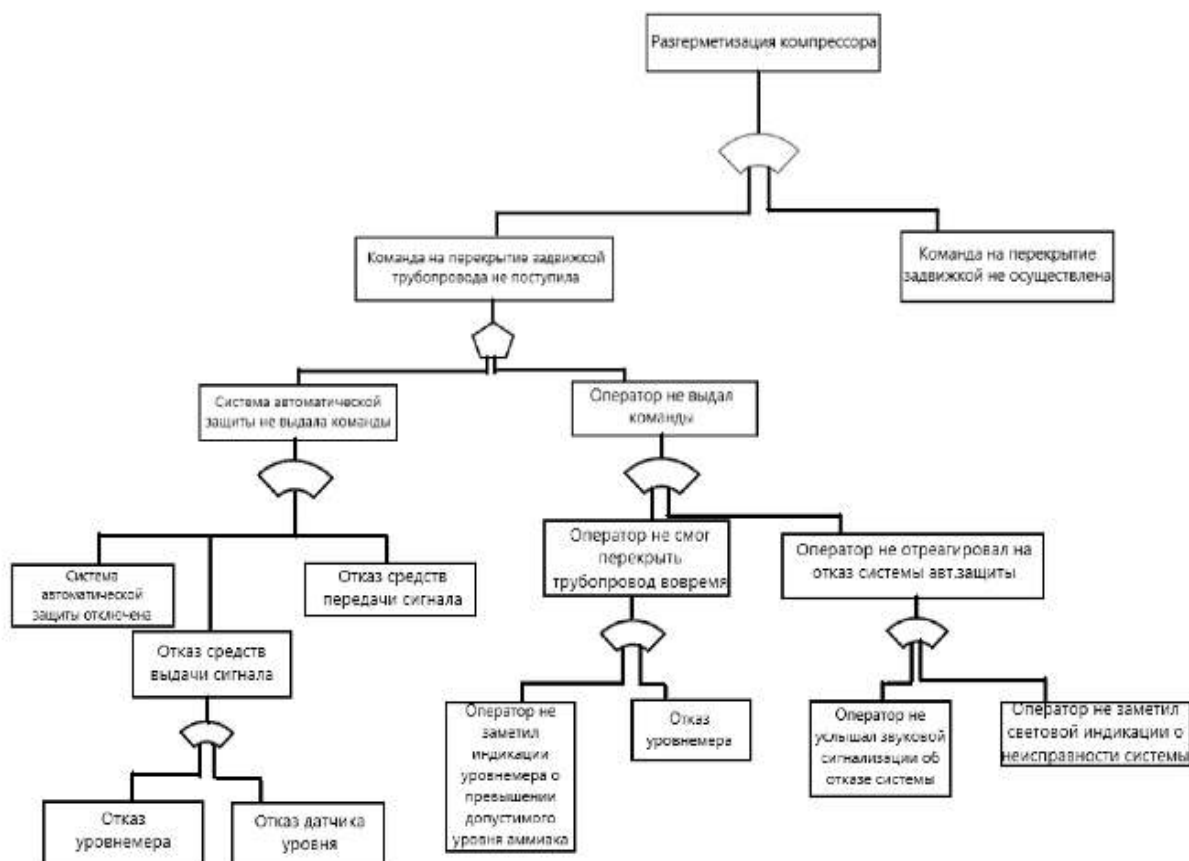 Разгерметизация компрессора
Команда на перекрытие задвижкой
трубопровода не поступила
Команда на перекрытие
задвижкой не осуществлена
Система автоматической
защиты не выдала команды
Оператор не выдал
команды
Система
автоматической
защиты отключена
Отказ средств
передачи сигнала
Оператор не смог
перекрыть
трубопровод вовремя
Оператор не отреагировал на
отказ системы авт.защиты
Отказ средств
выдачи сигнала
Оператор не
заметил
индикации
уровнемера о
превышении
допустимого
уровня аммиака
Отказ
уровнемера
Оператор не
услышал звуковой
сигнализации об
отказе системы
Оператор не заметил
световой индикации о
неисправности системы
Отказ
уровнемера
Отказ датчика
уровня